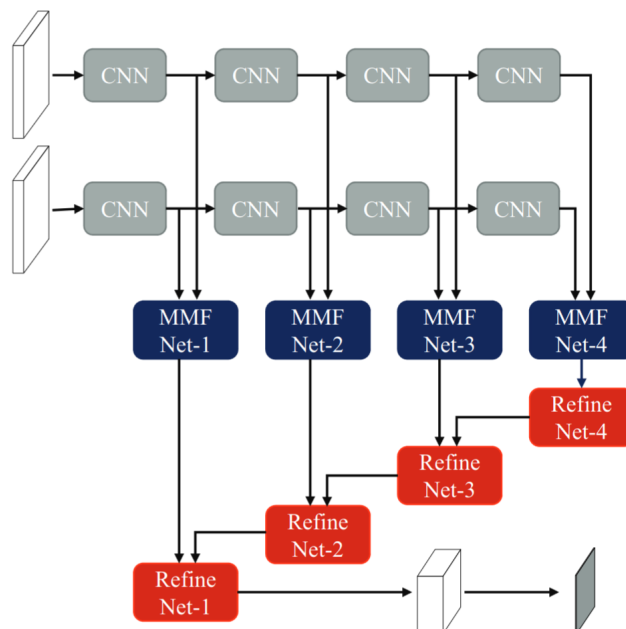 CNN CNN CNN CNN
CNN CNN CNN CNN
MMF
Net-1
MMF
Net-2
MMF
Net-3
MMF
Net-4
Refine
Net-4
Refine
Net-3
Refine
Net-2
Refine
Net-1